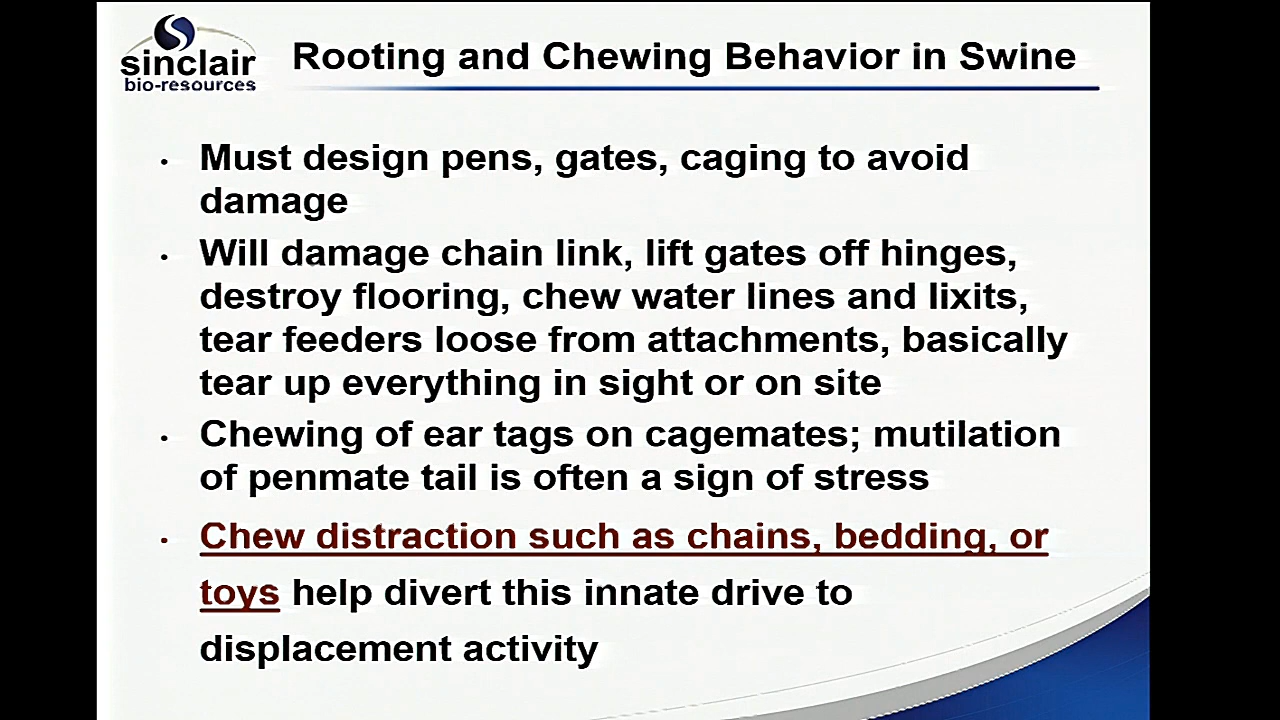 sinclair
bio-resources
Rooting and Chewing Behavior in Swine
• Must design pens, gates, caging to avoid
damage
• Will damage chain link, lift gates off hinges,
destroy flooring, chew water lines and lixits,
tear feeders loose from attachments, basically
tear up everything in sight or on site
• Chewing of ear tags on cagemates; mutilation
of penmate tail is often a sign of stress
• Chew distraction such as chains, bedding, or
toys help divert this innate drive to
displacement activity